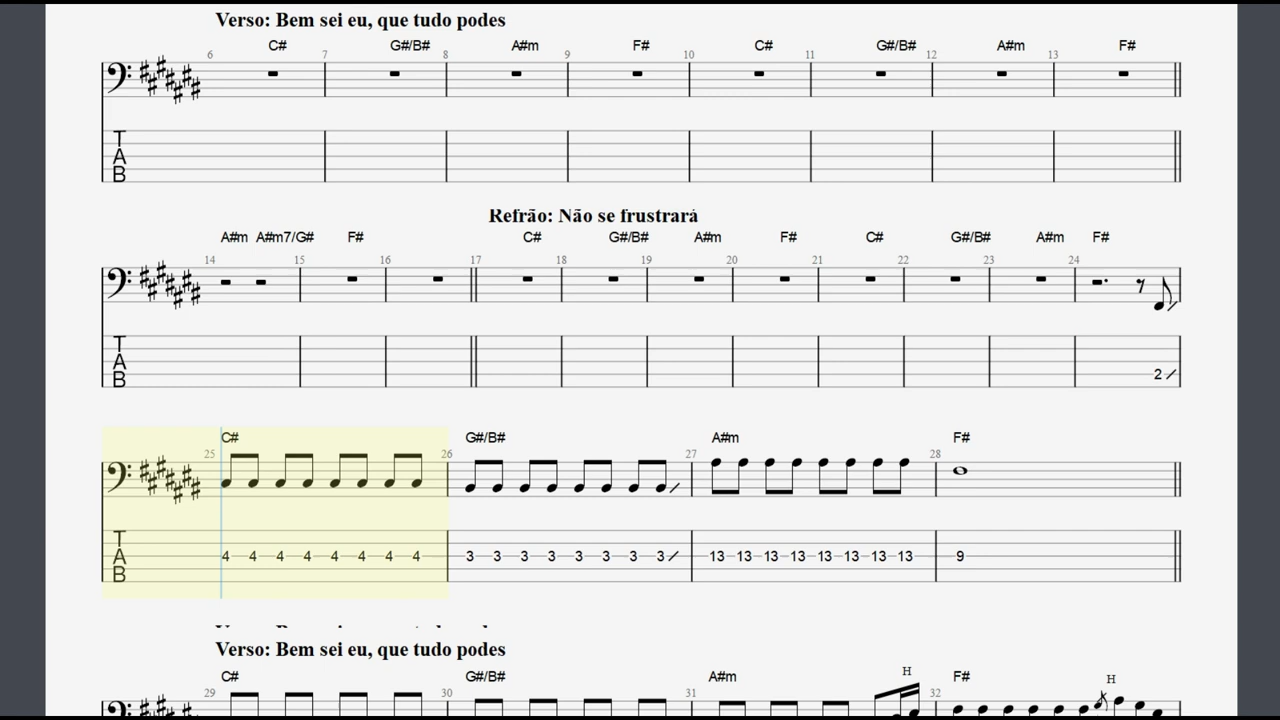 Verso: Bem sei eu, que tudo podes
C# G#/B# A#m F# C# G#/B# A#m F#
6 7 8 9 10 11 12 13
T
A
B
Refrão: Não se frustrará
A#m A#m7/G# F# C# G#/B# A#m F# C# G#/B# A#m F#
14 15 16 17 18 19 20 21 22 23 24
T
A
B 2
C# G#/B# A#m F#
25 26 27 28
T
A 4 4 4 4 4 4 4 4 3 3 3 3 3 3 3 3 13 13 13 13 13 13 13 13 9
B
Verso: Bem sei eu, que tudo podes
C# G#/B# A#m H F# H
29 30 31 32